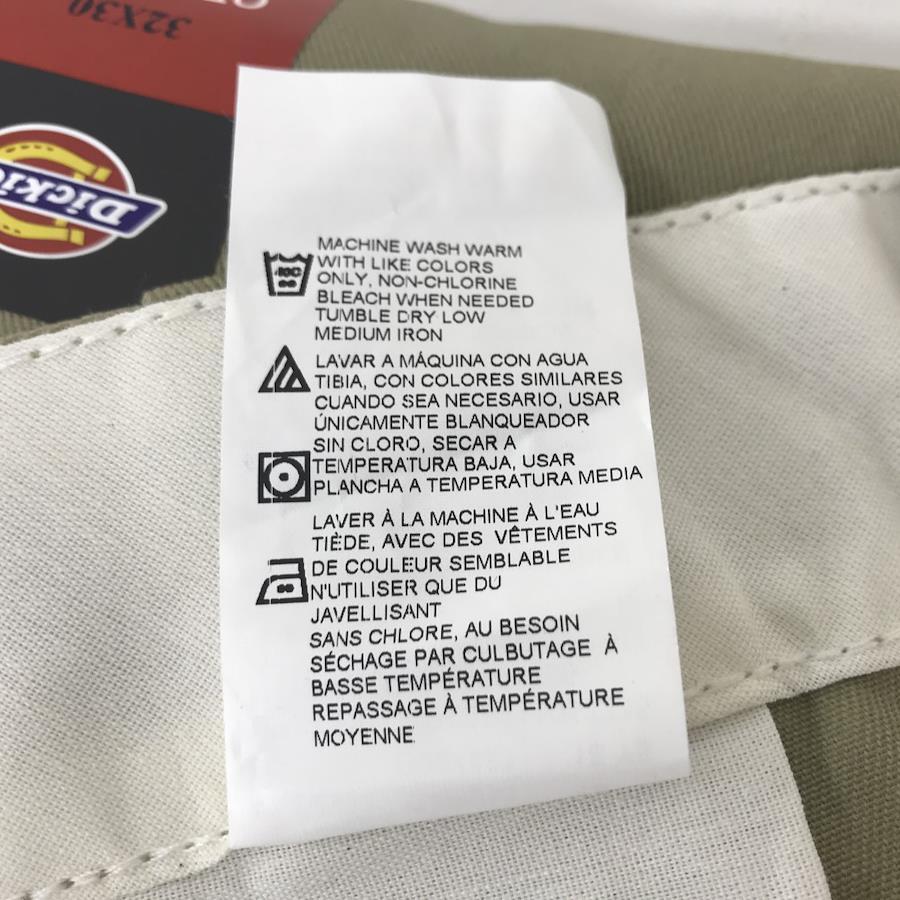 32X30
Dickie
40C
MACHINE WASH WARM
WITH LIKE COLORS
ONLY, NON-CHLORINE
BLEACH WHEN NEEDED
TUMBLE DRY LOW
MEDIUM IRON
LAVAR A MÁQUINA CON AGUA
TIBIA, CON COLORES SIMILARES
CUANDO SEA NECESARIO, USAR
ÚNICAMENTE BLANQUEADOR
SIN CLORO, SECAR A
TEMPERATURA BAJA, USAR
PLANCHA A TEMPERATURA MEDIA
LAVER À LA MACHINE À L'EAU
TIÈDE, AVEC DES VÊTEMENTS
DE COULEUR SEMBLABLE
N'UTILISER QUE DU
JAVELLISANT
SANS CHLORE, AU BESOIN
SÉCHAGE PAR CULBUTAGE À
BASSE TEMPÉRATURE
REPASSAGE À TEMPÉRATURE
MOYENNE